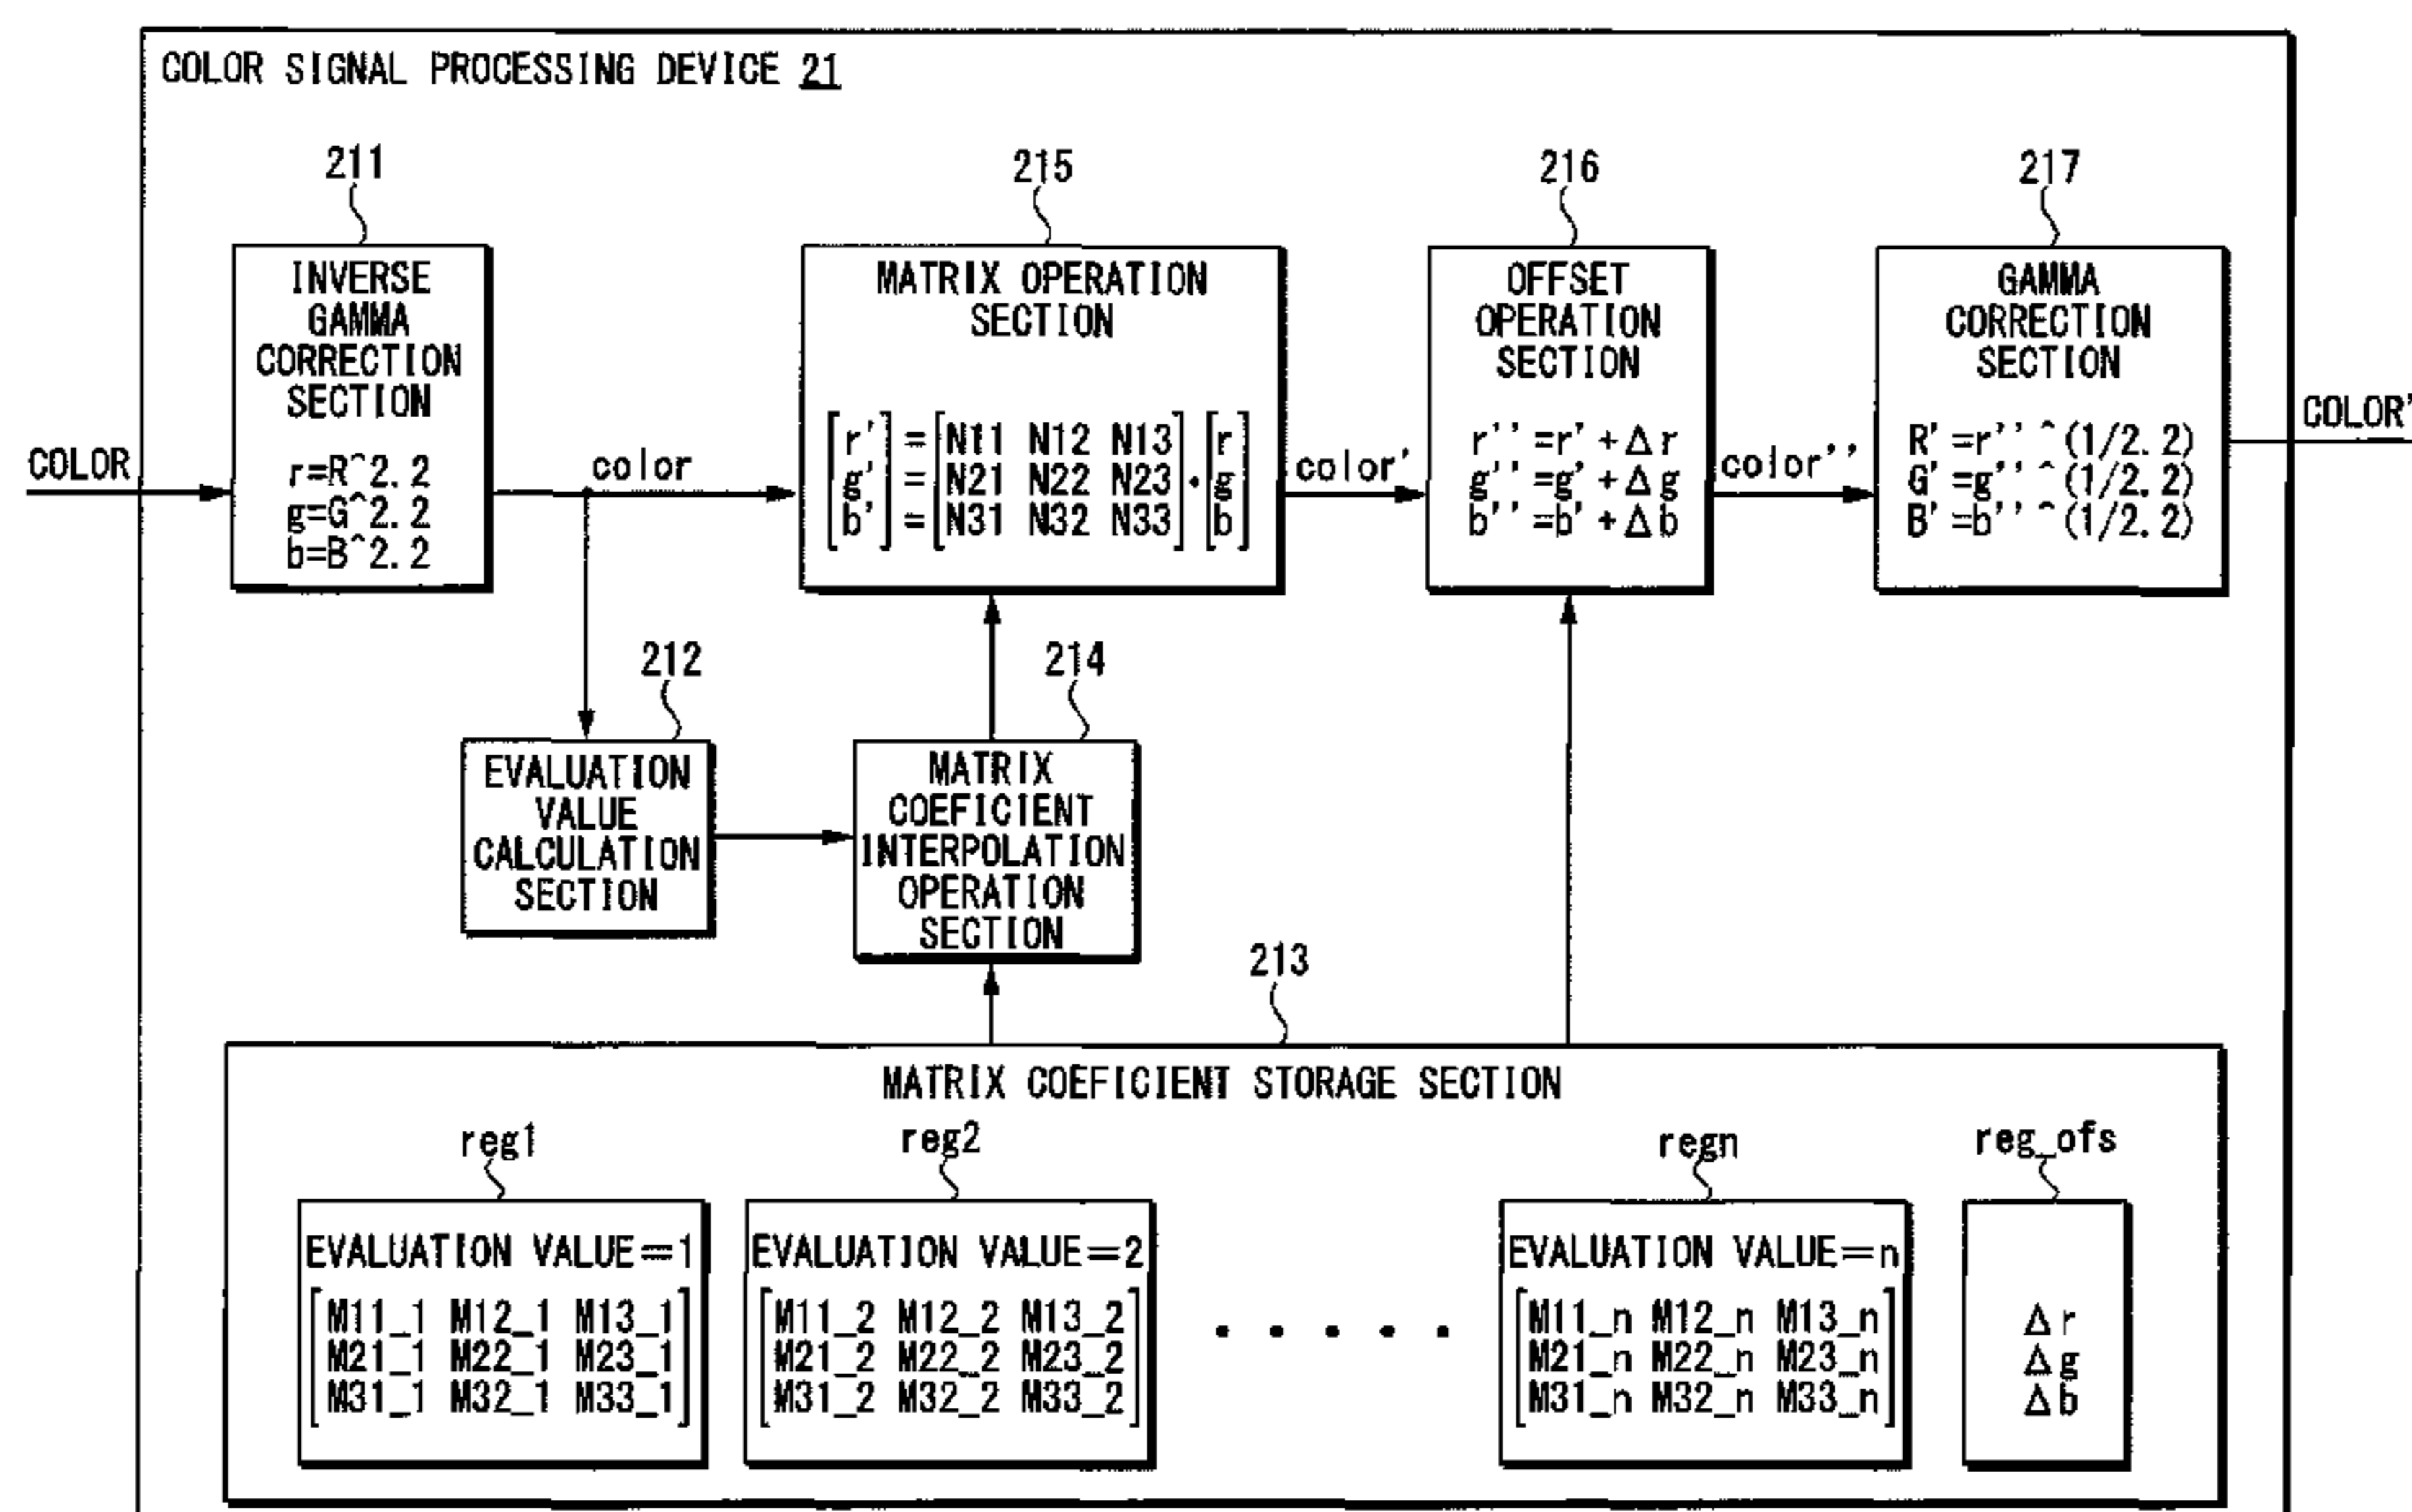 COLOR SIGNAL PROCESSING DEVICE 21
211
215
216
217
INVERSE
GAMMA
CORRECTION
SECTION
r=R^2.2
g=G^2.2
b=B^2.2
MATRIX OPERATION
SECTION
[r'] = [N11 N12 N13] [r]
[g'] = [N21 N22 N23] · [g]
[b'] = [N31 N32 N33] [b]
OFFSET
OPERATION
SECTION
r''=r'+Δr
g''=g'+Δg
b''=b'+Δb
GAMMA
CORRECTION
SECTION
R'=r''^(1/2.2)
G'=g''^(1/2.2)
B'=b''^(1/2.2)
COLOR
color
color'
color''
COLOR'
212
214
EVALUATION
VALUE
CALCULATION
SECTION
MATRIX
COEFICIENT
INTERPOLATION
OPERATION
SECTION
213
MATRIX COEFICIENT STORAGE SECTION
reg1
reg2
regn
reg_ofs
EVALUATION VALUE=1
M11_1 M12_1 M13_1
M21_1 M22_1 M23_1
M31_1 M32_1 M33_1
EVALUATION VALUE=2
M11_2 M12_2 M13_2
M21_2 M22_2 M23_2
M31_2 M32_2 M33_2
· · · · ·
EVALUATION VALUE=n
M11_n M12_n M13_n
M21_n M22_n M23_n
M31_n M32_n M33_n
Δr
Δg
Δb